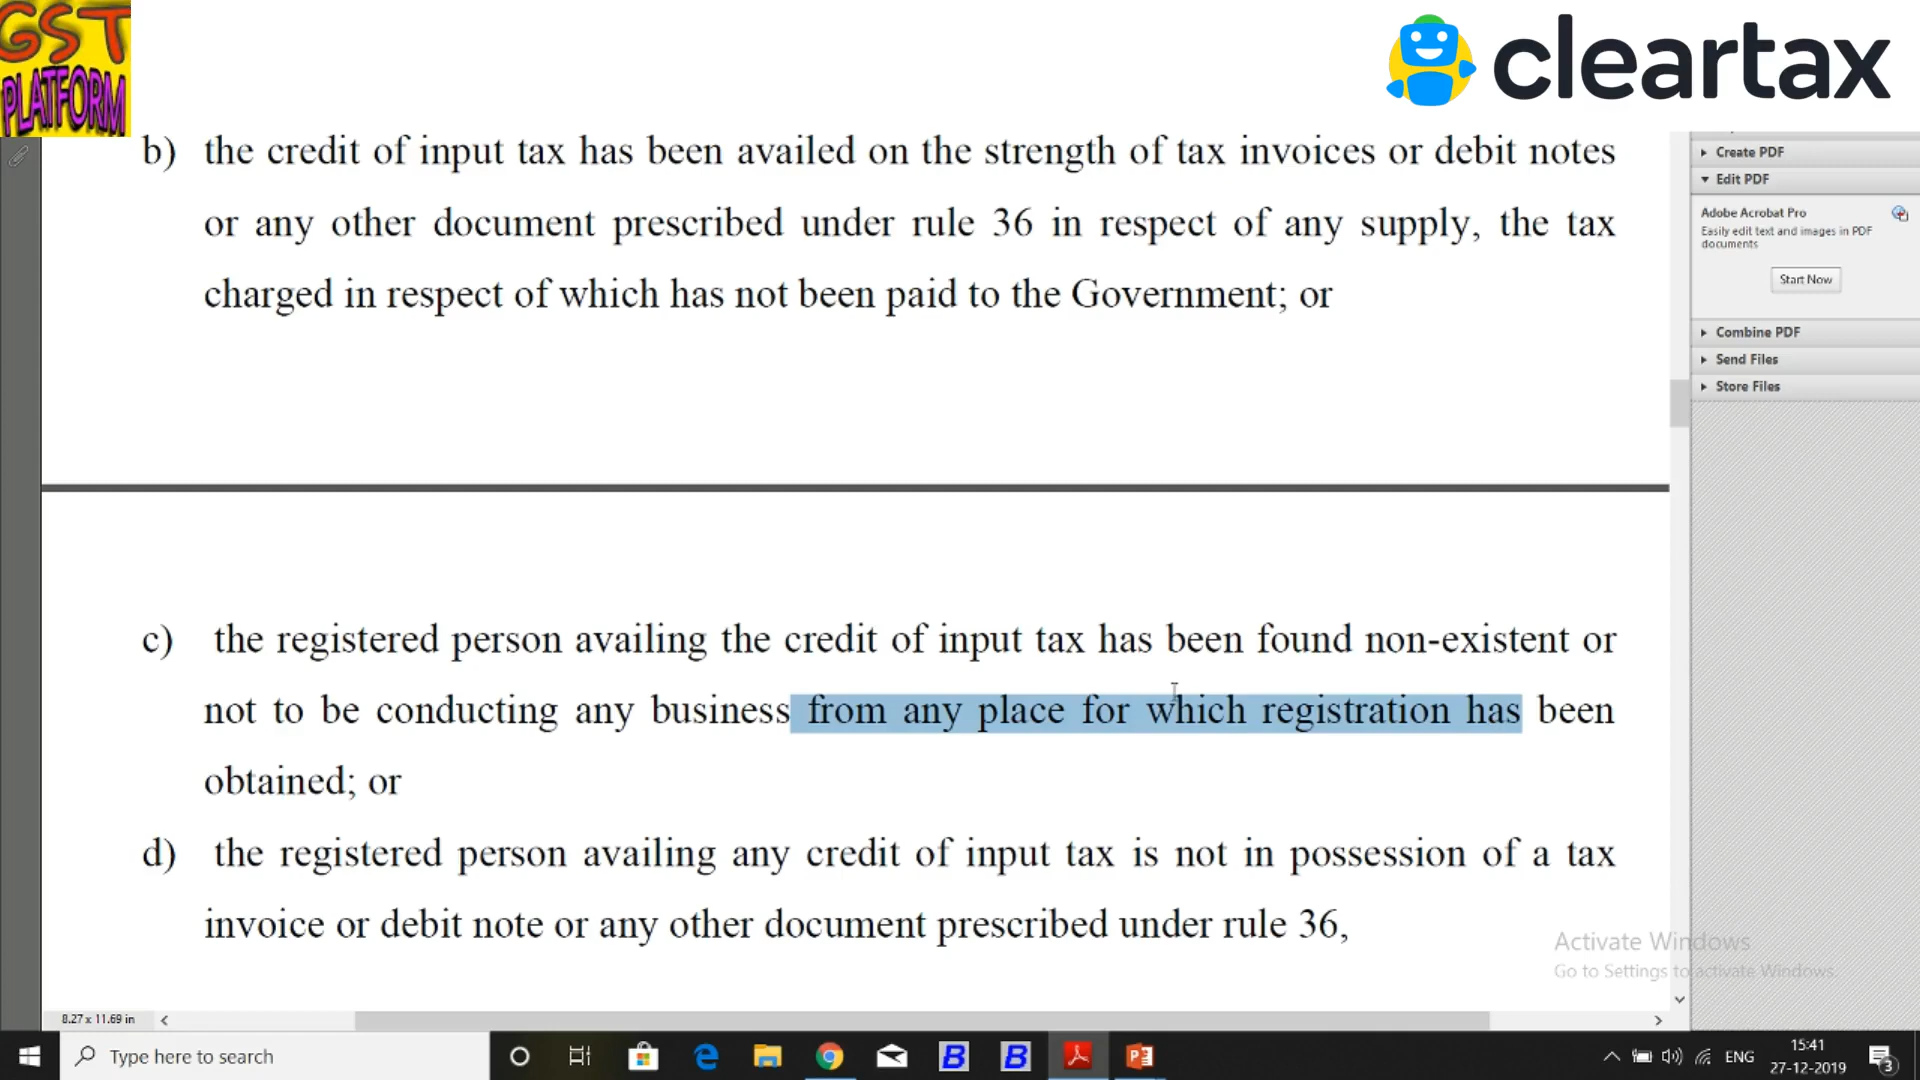 GST
PLATFORM
cleartax
b) the credit of input tax has been availed on the strength of tax invoices or debit notes
or any other document prescribed under rule 36 in respect of any supply, the tax
charged in respect of which has not been paid to the Government; or
c) the registered person availing the credit of input tax has been found non-existent or
not to be conducting any business from any place for which registration has been
obtained; or
d) the registered person availing any credit of input tax is not in possession of a tax
invoice or debit note or any other document prescribed under rule 36,
Create PDF
Edit PDF
Adobe Acrobat Pro
Easily edit text and images in PDF
documents
Start Now
Combine PDF
Send Files
Store Files
Activate Windows
Go to Settings to activate Windows.
8.27 x 11.69 in
Type here to search
ENG
15:41
27-12-2019
3